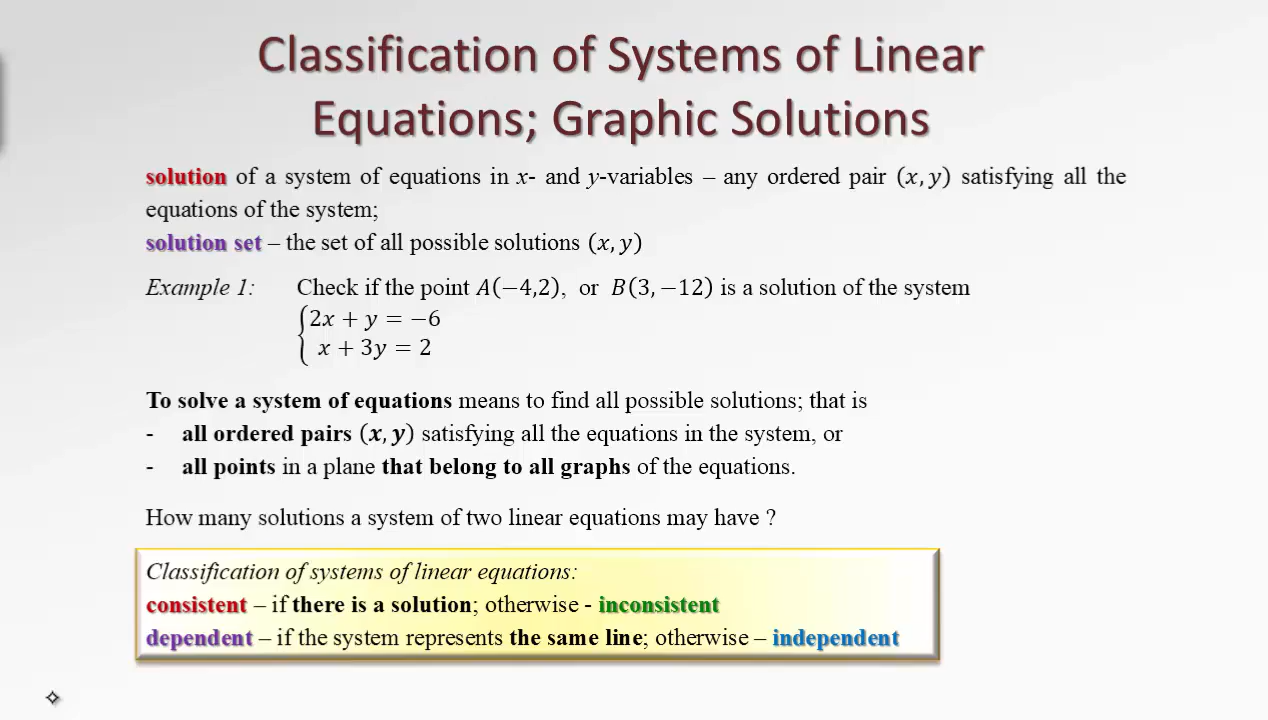 Classification of Systems of Linear
Equations; Graphic Solutions
solution of a system of equations in x- and y-variables – any ordered pair (x, y) satisfying all the
equations of the system;
solution set – the set of all possible solutions (x, y)
Example 1: Check if the point A(−4,2), or B(3, −12) is a solution of the system
{2x + y = −6
x + 3y = 2
To solve a system of equations means to find all possible solutions; that is
- all ordered pairs (x, y) satisfying all the equations in the system, or
- all points in a plane that belong to all graphs of the equations.
How many solutions a system of two linear equations may have ?
Classification of systems of linear equations:
consistent – if there is a solution; otherwise - inconsistent
dependent – if the system represents the same line; otherwise – independent